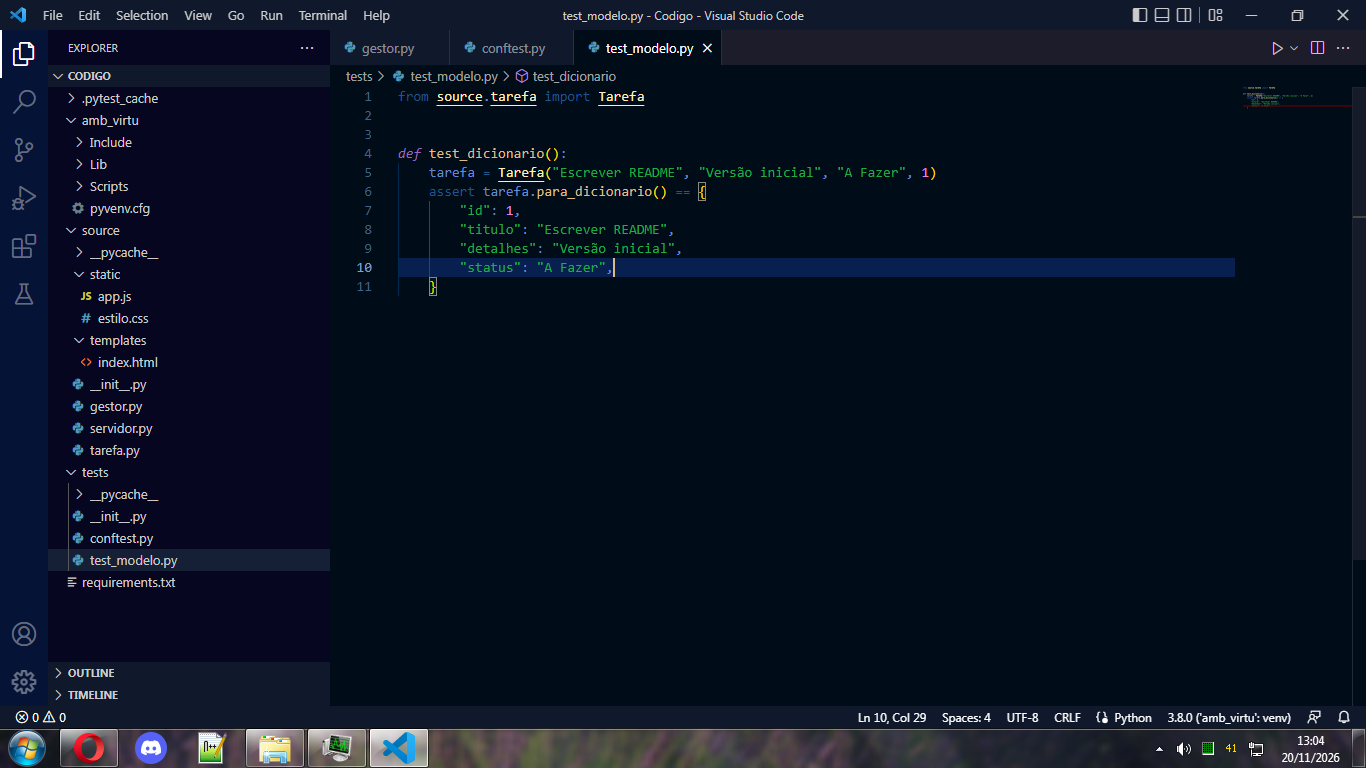 File Edit Selection View Go Run Terminal Help test_modelo.py - Codigo - Visual Studio Code
EXPLORER
gestor.py conftest.py test_modelo.py
CODIGO
.pytest_cache
amb_virtu
Include
Lib
Scripts
pyvenv.cfg
source
__pycache__
static
JS app.js
# estilo.css
templates
<> index.html
__init__.py
gestor.py
servidor.py
tarefa.py
tests
__pycache__
__init__.py
conftest.py
test_modelo.py
requirements.txt
OUTLINE
TIMELINE
tests > test_modelo.py > test_dicionario
1 from source.tarefa import Tarefa
2
3
4 def test_dicionario():
5 tarefa = Tarefa("Escrever README", "Versão inicial", "A Fazer", 1)
6 assert tarefa.para_dicionario() == {
7 "id": 1,
8 "titulo": "Escrever README",
9 "detalhes": "Versão inicial",
10 "status": "A Fazer",
11 }
0 0 Ln 10, Col 29 Spaces: 4 UTF-8 CRLF Python 3.8.0 ('amb_virtu': venv)
N++ 41 13:04
20/11/2026